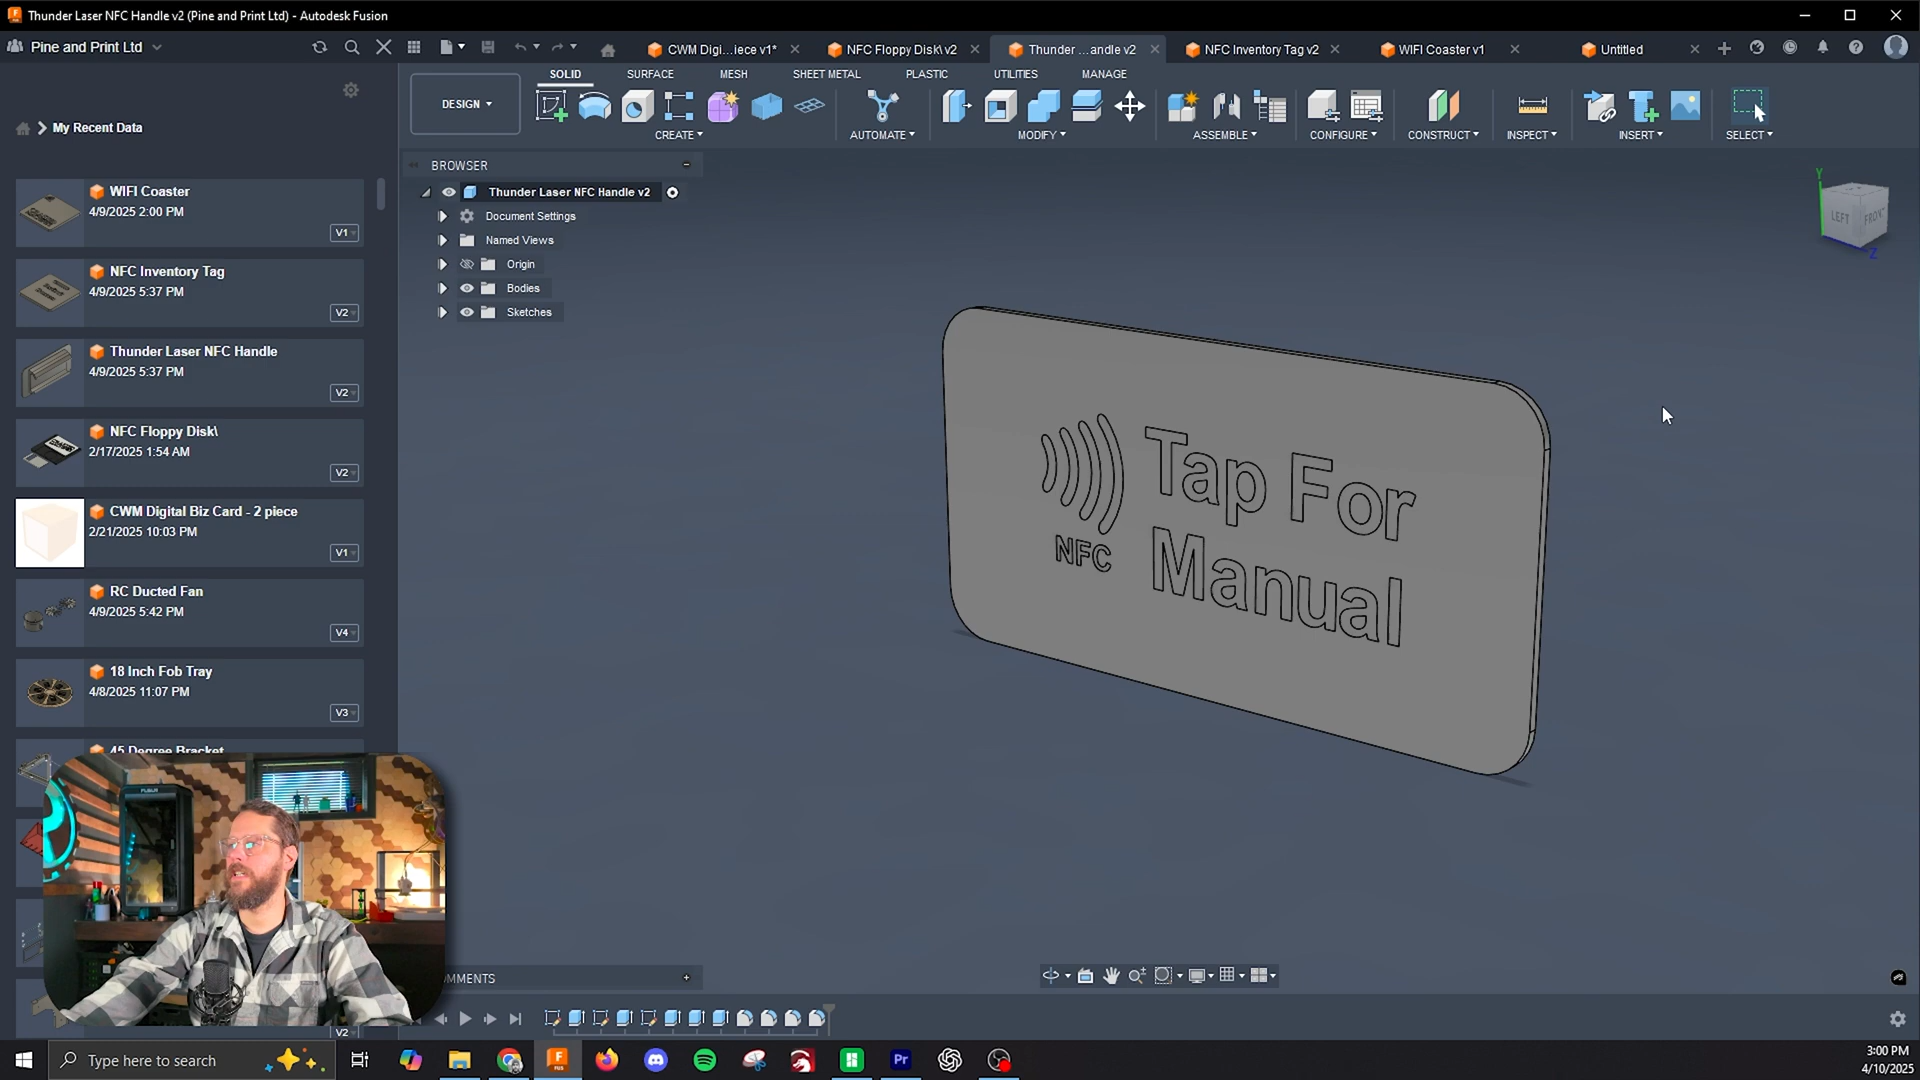 Thunder Laser NFC Handle v2 (Pine and Print Ltd) - Autodesk Fusion
Pine and Print Ltd
CWM Digi...iece v1*
NFC Floppy Disk\ v2
Thunder ...andle v2
NFC Inventory Tag v2
WIFI Coaster v1
Untitled
SOLID
SURFACE
MESH
SHEET METAL
PLASTIC
UTILITIES
MANAGE
DESIGN
CREATE
AUTOMATE
MODIFY
ASSEMBLE
CONFIGURE
CONSTRUCT
INSPECT
INSERT
SELECT
My Recent Data
WIFI Coaster
4/9/2025 2:00 PM
V1
NFC Inventory Tag
4/9/2025 5:37 PM
V2
Thunder Laser NFC Handle
4/9/2025 5:37 PM
V2
NFC Floppy Disk\
2/17/2025 1:54 AM
V2
CWM Digital Biz Card - 2 piece
2/21/2025 10:03 PM
V1
RC Ducted Fan
4/9/2025 5:42 PM
V4
18 Inch Fob Tray
4/8/2025 11:07 PM
V3
45 Degree Bracket
V2
BROWSER
Thunder Laser NFC Handle v2
Document Settings
Named Views
Origin
Bodies
Sketches
Y
LEFT
FRONT
Z
Tap For
Manual
NFC
OMMENTS
Type here to search
3:00 PM
4/10/2025